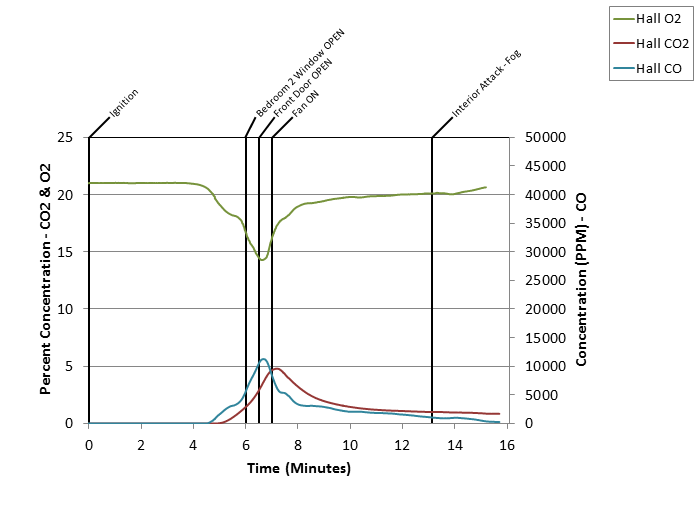 Hall O2
Hall CO2
Hall CO
Ignition
Bedroom 2 Window OPEN
Front Door OPEN
Fan ON
Interior Attack - Fog
25
20
15
10
5
0
Percent Concentration - CO2 & O2
50000
45000
40000
35000
30000
25000
20000
15000
10000
5000
0
Concentration (PPM) - CO
0 2 4 6 8 10 12 14 16
Time (Minutes)